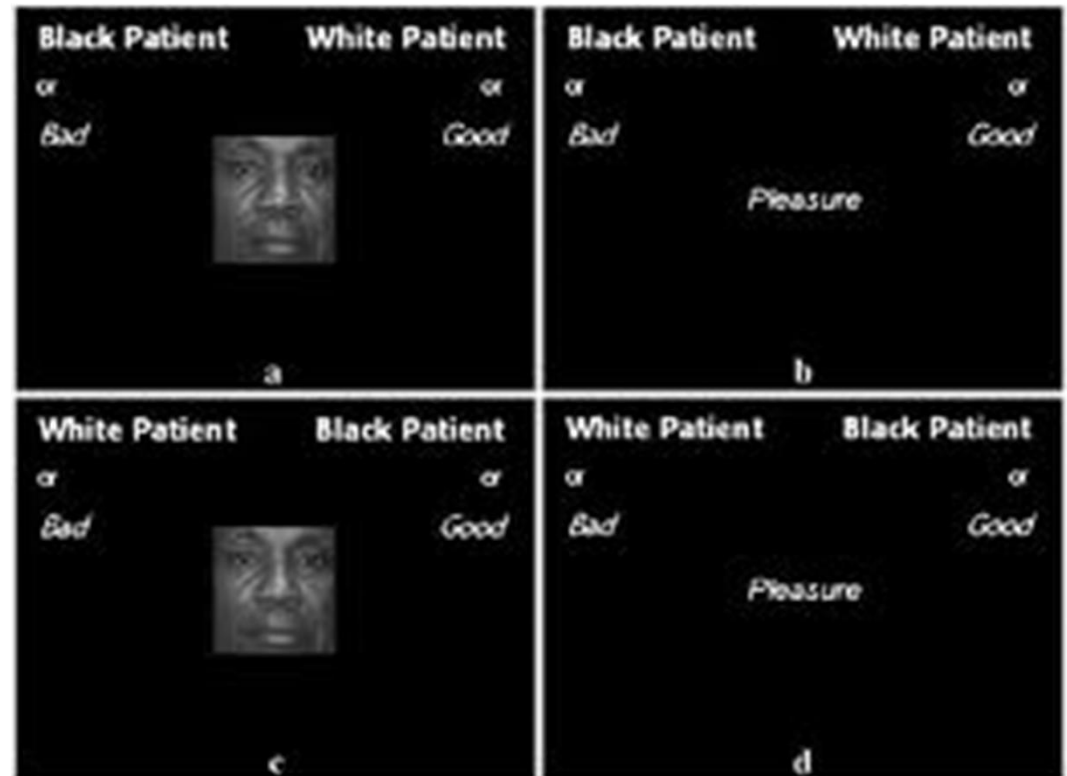 Black Patient White Patient
or or
Bad Good
a
Black Patient White Patient
or or
Bad Good
Pleasure
b
White Patient Black Patient
or or
Bad Good
c
White Patient Black Patient
or or
Bad Good
Pleasure
d